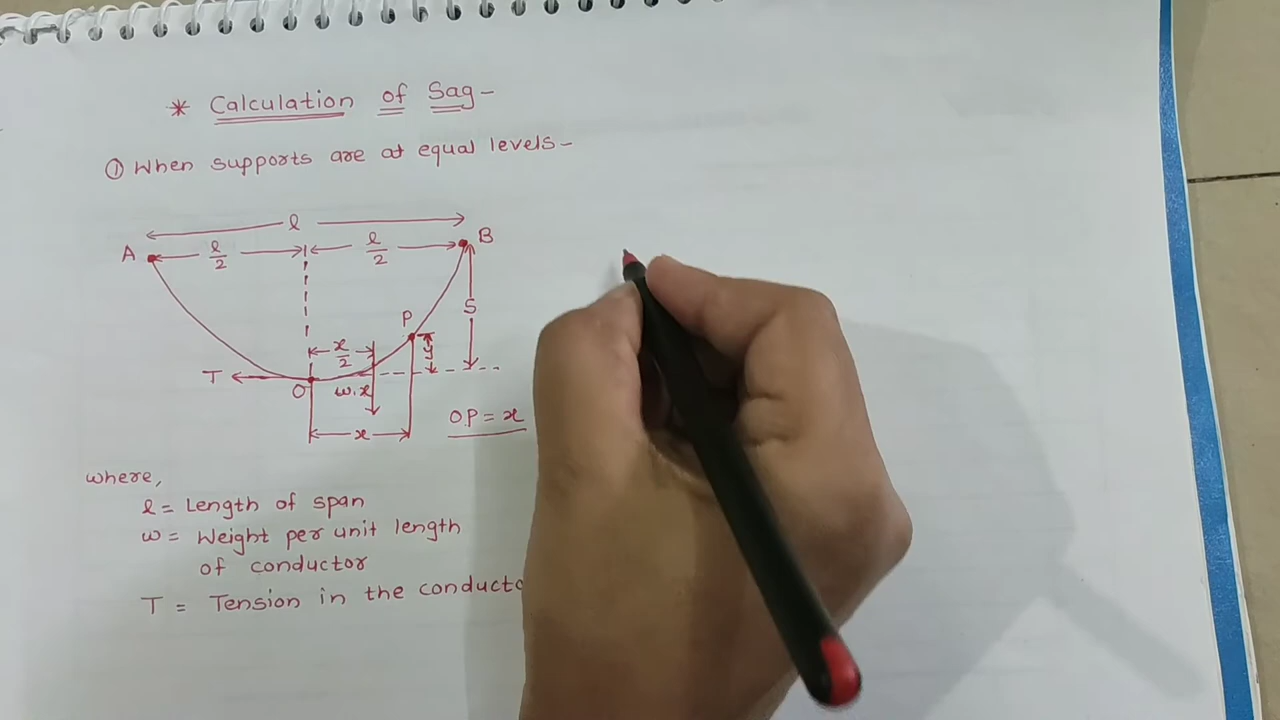 * Calculation of Sag -
① When supports are at equal levels -
l
A l/2 l/2 B
S
P
x/2 y
T
O w.x
OP = x
x
where,
l = Length of span
w = Weight per unit length
of conductor
T = Tension in the